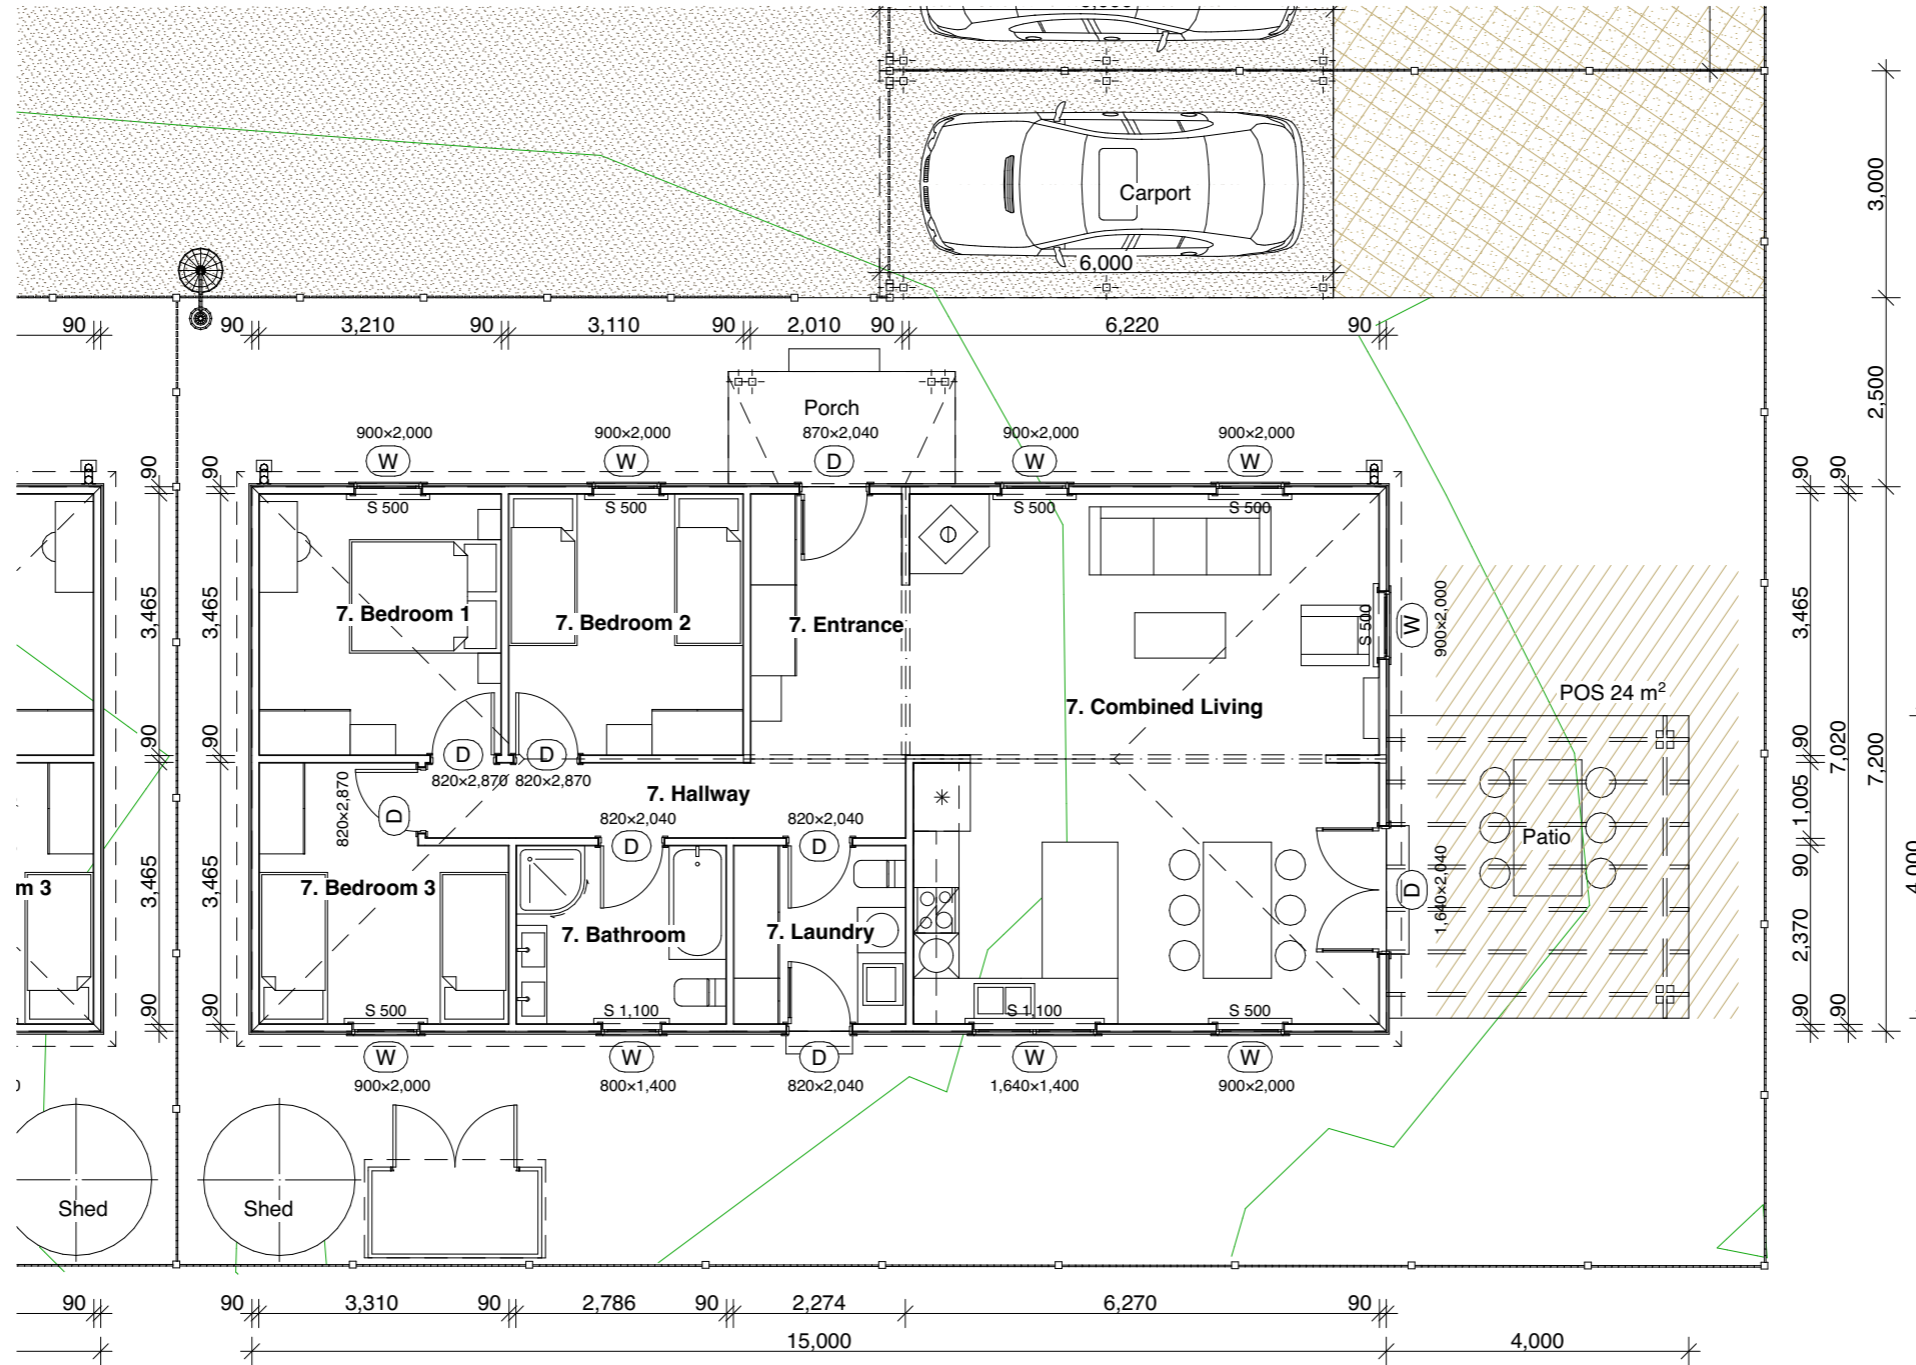 Carport
6,000
3,000
90
90
3,210
90
3,110
90
2,010
90
6,220
90
2,500
Porch
900×2,000
900×2,000
870×2,040
900×2,000
900×2,000
W
W
D
W
W
90
90
90
90
S 500
S 500
S 500
S 500
3,465
3,465
7. Bedroom 1
7. Bedroom 2
7. Entrance
S 500
W
900×2,000
3,465
POS 24 m²
7. Combined Living
90
90
D
D
90
7,020
7,200
820×2,870
820×2,870
820×2,870
7. Hallway
D
820×2,040
820×2,040
D
D
1,005
Patio
4,000
3,465
3,465
m 3
7. Bedroom 3
D
1,640×2,040
90
7. Bathroom
7. Laundry
2,370
90
90
S 500
S 1,100
S 1,100
S 500
90
90
W
W
D
W
W
900×2,000
800×1,400
820×2,040
1,640×1,400
900×2,000
Shed
Shed
90
90
3,310
90
2,786
90
2,274
6,270
90
15,000
4,000